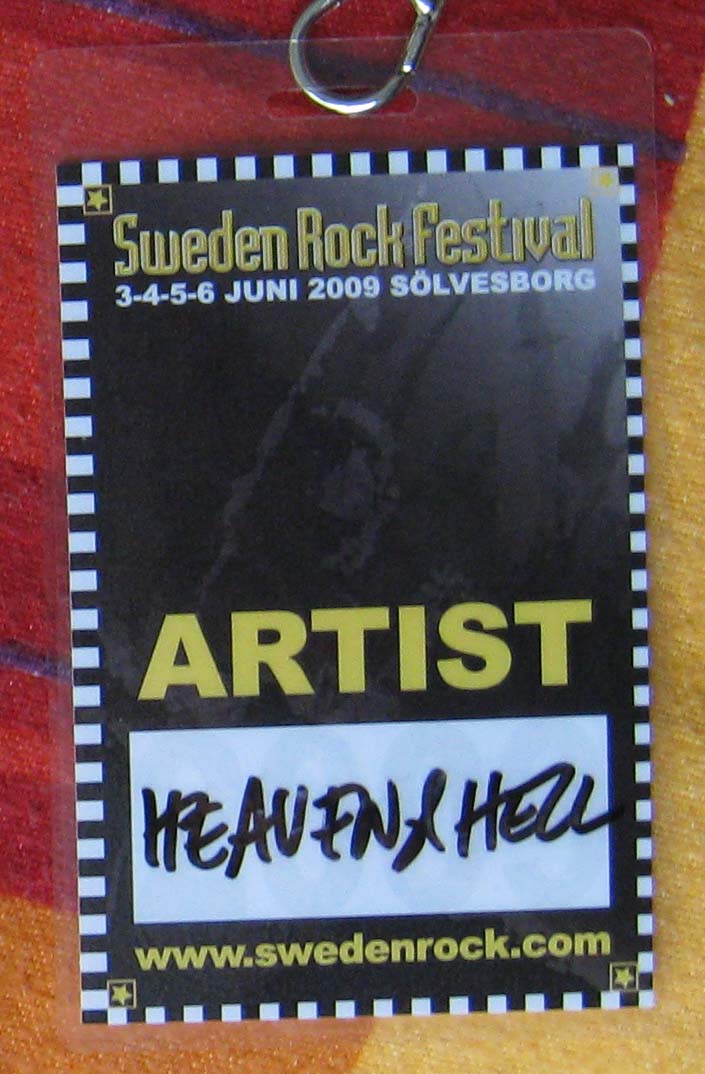 Sweden Rock Festival
3-4-5-6 JUNI 2009 SÖLVESBORG
ARTIST
HEAVEN & HELL
www.swedenrock.com